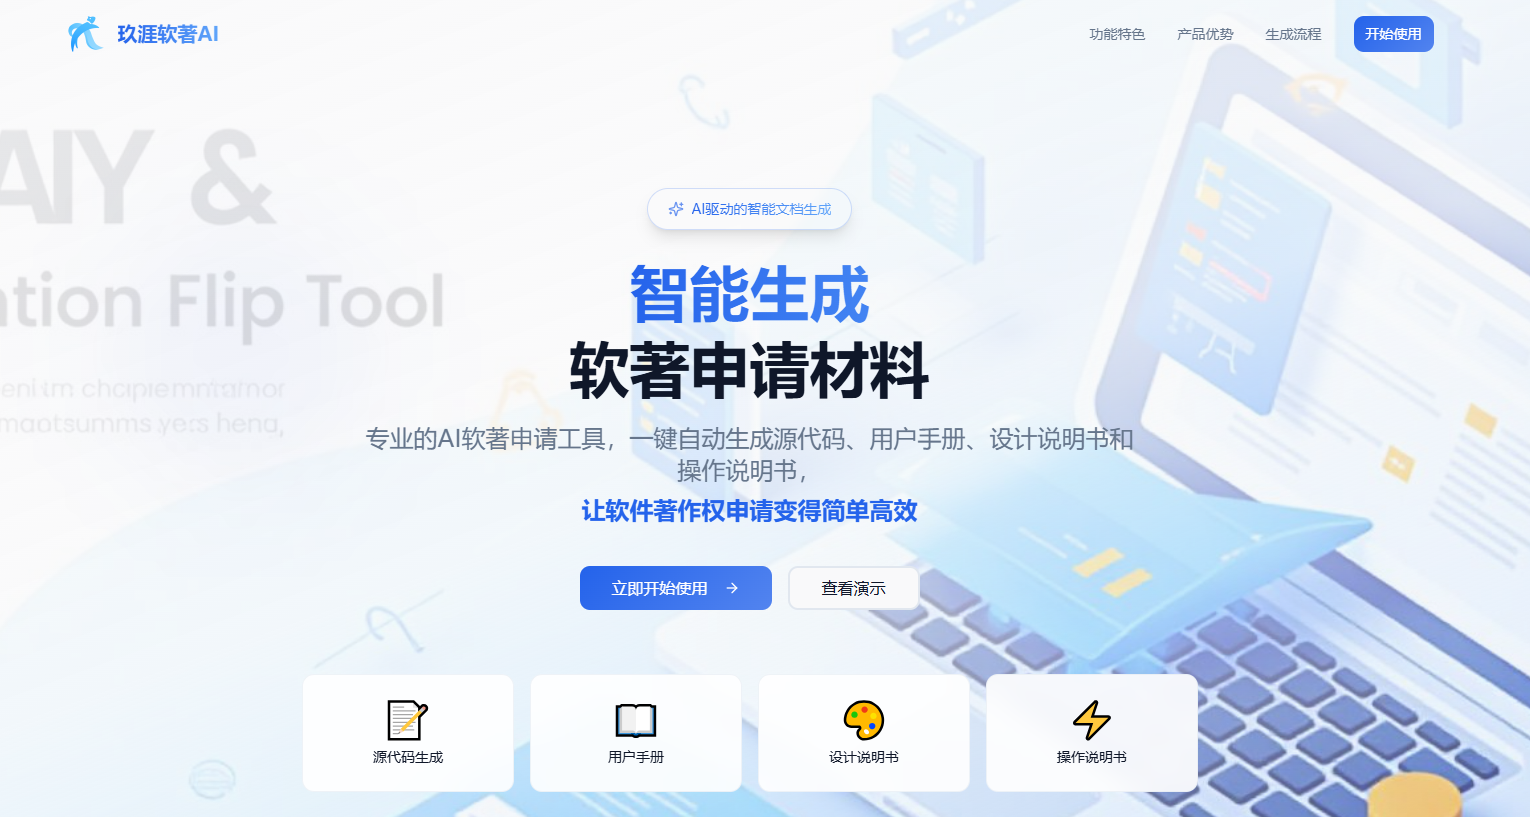 玖涯软著AI
功能特色
产品优势
生成流程
开始使用
AIY &
ation Flip Tool
AI驱动的智能文档生成
智能生成
软著申请材料
专业的AI软著申请工具，一键自动生成源代码、用户手册、设计说明书和
操作说明书，
让软件著作权申请变得简单高效
立即开始使用 →
查看演示
源代码生成
用户手册
设计说明书
操作说明书